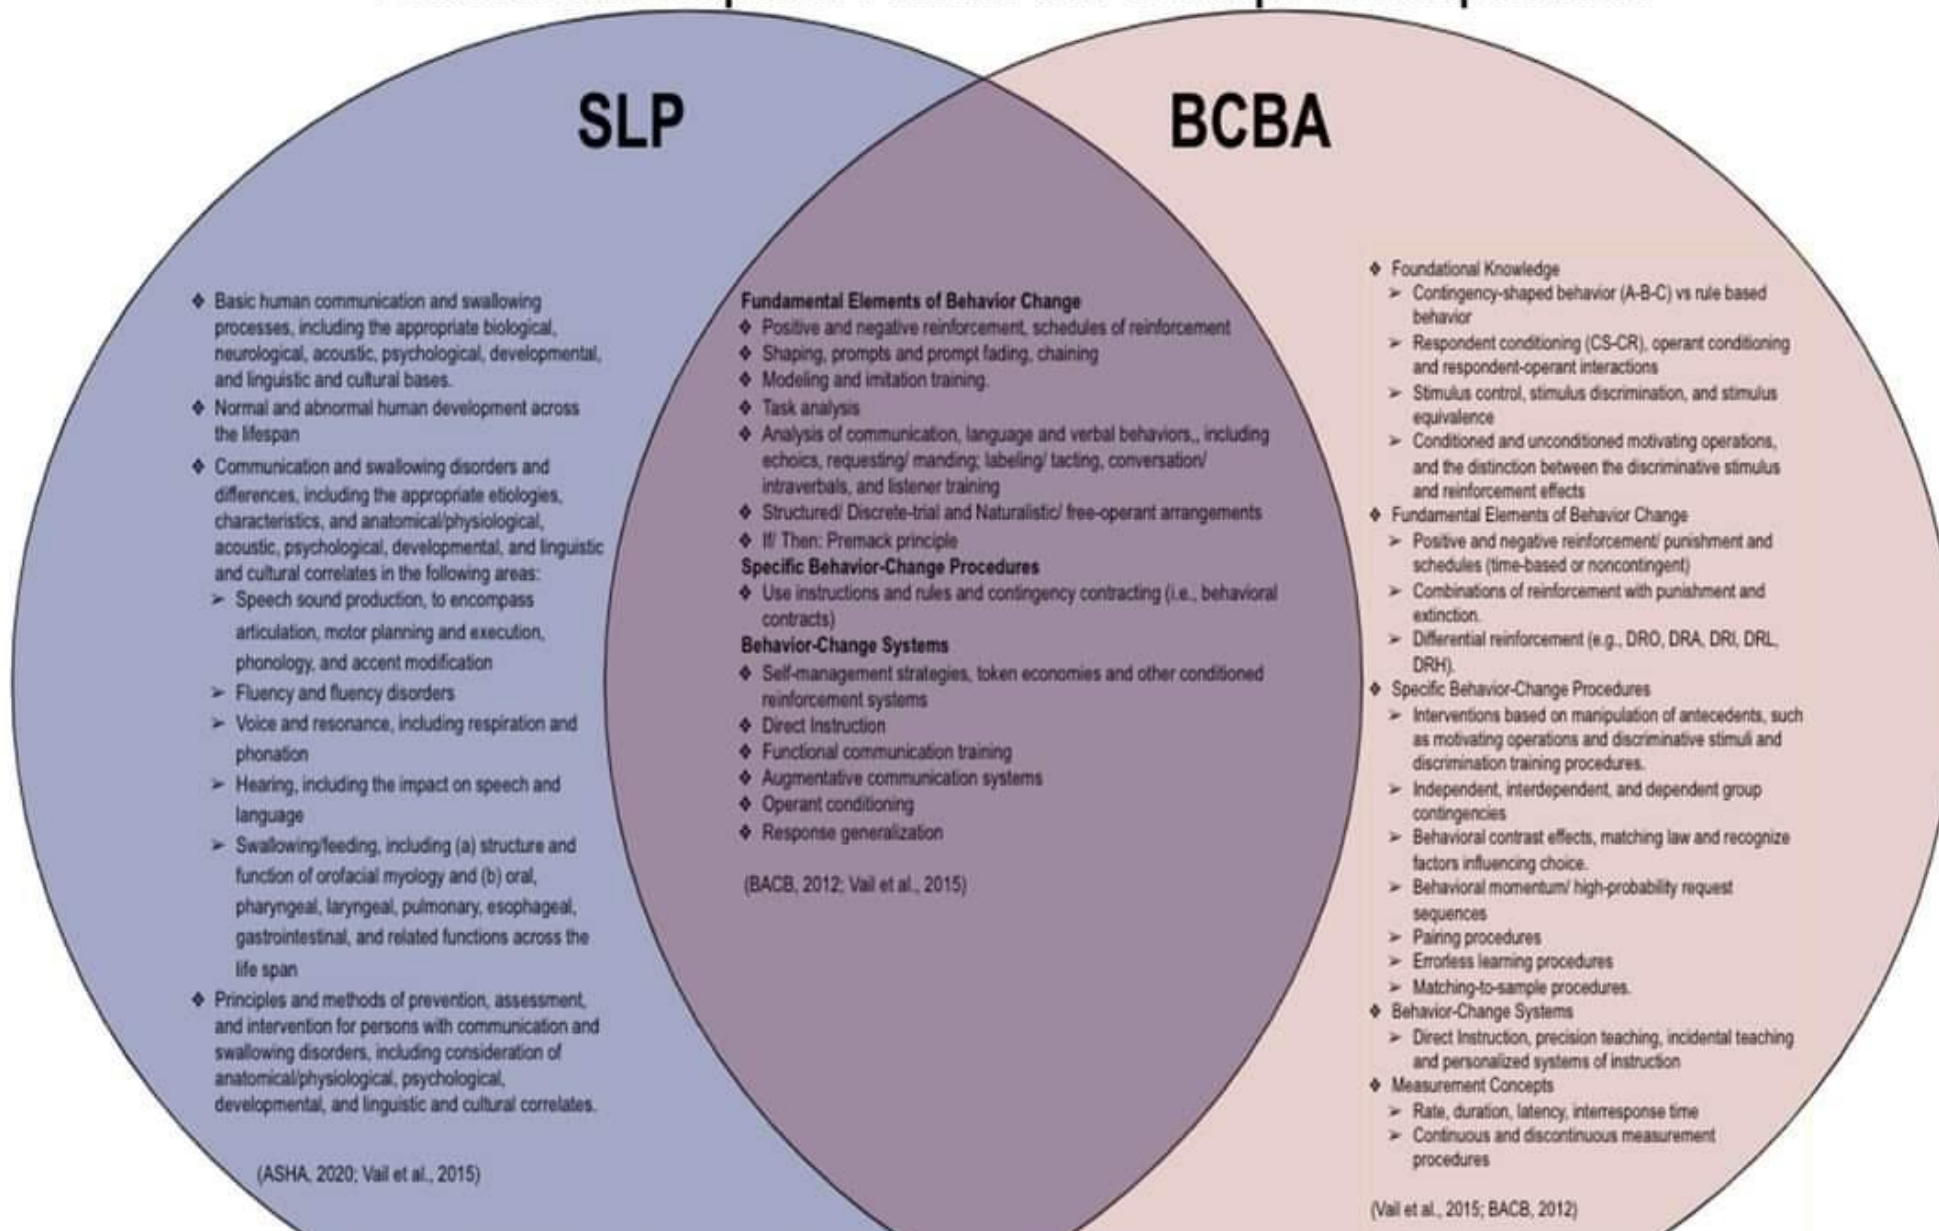 SLP
BCBA
❖ Basic human communication and swallowing
processes, including the appropriate biological,
neurological, acoustic, psychological, developmental,
and linguistic and cultural bases.
❖ Normal and abnormal human development across
the lifespan
❖ Communication and swallowing disorders and
differences, including the appropriate etiologies,
characteristics, and anatomical/physiological,
acoustic, psychological, developmental, and linguistic
and cultural correlates in the following areas:
➢ Speech sound production, to encompass
articulation, motor planning and execution,
phonology, and accent modification
➢ Fluency and fluency disorders
➢ Voice and resonance, including respiration and
phonation
➢ Hearing, including the impact on speech and
language
➢ Swallowing/feeding, including (a) structure and
function of orofacial myology and (b) oral,
pharyngeal, laryngeal, pulmonary, esophageal,
gastrointestinal, and related functions across the
life span
❖ Principles and methods of prevention, assessment,
and intervention for persons with communication and
swallowing disorders, including consideration of
anatomical/physiological, psychological,
developmental, and linguistic and cultural correlates.
(ASHA, 2020; Vail et al., 2015)
Fundamental Elements of Behavior Change
❖ Positive and negative reinforcement, schedules of reinforcement
❖ Shaping, prompts and prompt fading, chaining
❖ Modeling and imitation training.
❖ Task analysis
❖ Analysis of communication, language and verbal behaviors,, including
echoics, requesting/ manding; labeling/ tacting, conversation/
intraverbals, and listener training
❖ Structured/ Discrete-trial and Naturalistic/ free-operant arrangements
❖ If/ Then: Premack principle
Specific Behavior-Change Procedures
❖ Use instructions and rules and contingency contracting (i.e., behavioral
contracts)
Behavior-Change Systems
❖ Self-management strategies, token economies and other conditioned
reinforcement systems
❖ Direct Instruction
❖ Functional communication training
❖ Augmentative communication systems
❖ Operant conditioning
❖ Response generalization
(BACB, 2012; Vail et al., 2015)
❖ Foundational Knowledge
➢ Contingency-shaped behavior (A-B-C) vs rule based
behavior
➢ Respondent conditioning (CS-CR), operant conditioning
and respondent-operant interactions
➢ Stimulus control, stimulus discrimination, and stimulus
equivalence
➢ Conditioned and unconditioned motivating operations,
and the distinction between the discriminative stimulus
and reinforcement effects
❖ Fundamental Elements of Behavior Change
➢ Positive and negative reinforcement/ punishment and
schedules (time-based or noncontingent)
➢ Combinations of reinforcement with punishment and
extinction.
➢ Differential reinforcement (e.g., DRO, DRA, DRI, DRL,
DRH).
❖ Specific Behavior-Change Procedures
➢ Interventions based on manipulation of antecedents, such
as motivating operations and discriminative stimuli and
discrimination training procedures.
➢ Independent, interdependent, and dependent group
contingencies
➢ Behavioral contrast effects, matching law and recognize
factors influencing choice.
➢ Behavioral momentum/ high-probability request
sequences
➢ Pairing procedures
➢ Errorless learning procedures
➢ Matching-to-sample procedures.
❖ Behavior-Change Systems
➢ Direct Instruction, precision teaching, incidental teaching
and personalized systems of instruction
❖ Measurement Concepts
➢ Rate, duration, latency, interresponse time
➢ Continuous and discontinuous measurement
procedures
(Vail et al., 2015; BACB, 2012)